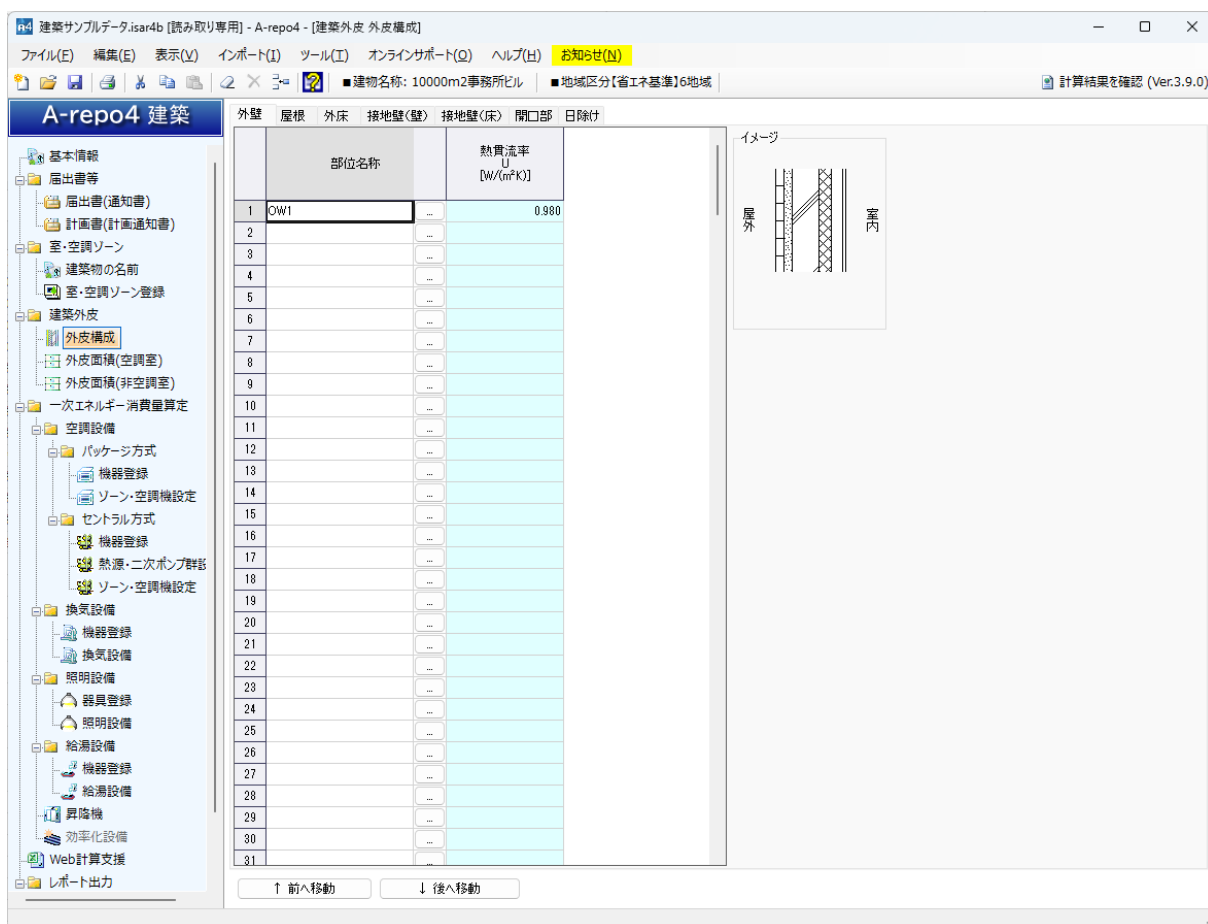 建築サンプルデータ.isar4b [読み取り専用] - A-repo4 - [建築外皮 外皮構成]
ファイル(F) 編集(E) 表示(V) インポート(I) ツール(T) オンラインサポート(O) ヘルプ(H) お知らせ(N)
■建物名称: 10000m2事務所ビル ■地域区分【省エネ基準】6地域 計算結果を確認 (Ver.3.9.0)
A-repo4 建築
基本情報
届出書等
届出書(通知書)
計画書(計画通知書)
室・空調ゾーン
建築物の名前
室・空調ゾーン登録
建築外皮
外皮構成
外皮面積(空調室)
外皮面積(非空調室)
一次エネルギー消費量算定
空調設備
パッケージ方式
機器登録
ゾーン・空調機設定
セントラル方式
機器登録
熱源・二次ポンプ群設
ゾーン・空調機設定
換気設備
機器登録
換気設備
照明設備
器具登録
照明設備
給湯設備
機器登録
給湯設備
昇降機
効率化設備
Web計算支援
レポート出力
外壁 屋根 外床 接地壁(壁) 接地壁(床) 開口部 日除け
部位名称
熱貫流率
U
[W/(m²K)]
1 OW1 ... 0.980
2 ...
3 ...
4 ...
5 ...
6 ...
7 ...
8 ...
9 ...
10 ...
11 ...
12 ...
13 ...
14 ...
15 ...
16 ...
17 ...
18 ...
19 ...
20 ...
21 ...
22 ...
23 ...
24 ...
25 ...
26 ...
27 ...
28 ...
29 ...
30 ...
31 ...
イメージ
屋外
室内
↑ 前へ移動 ↓ 後へ移動